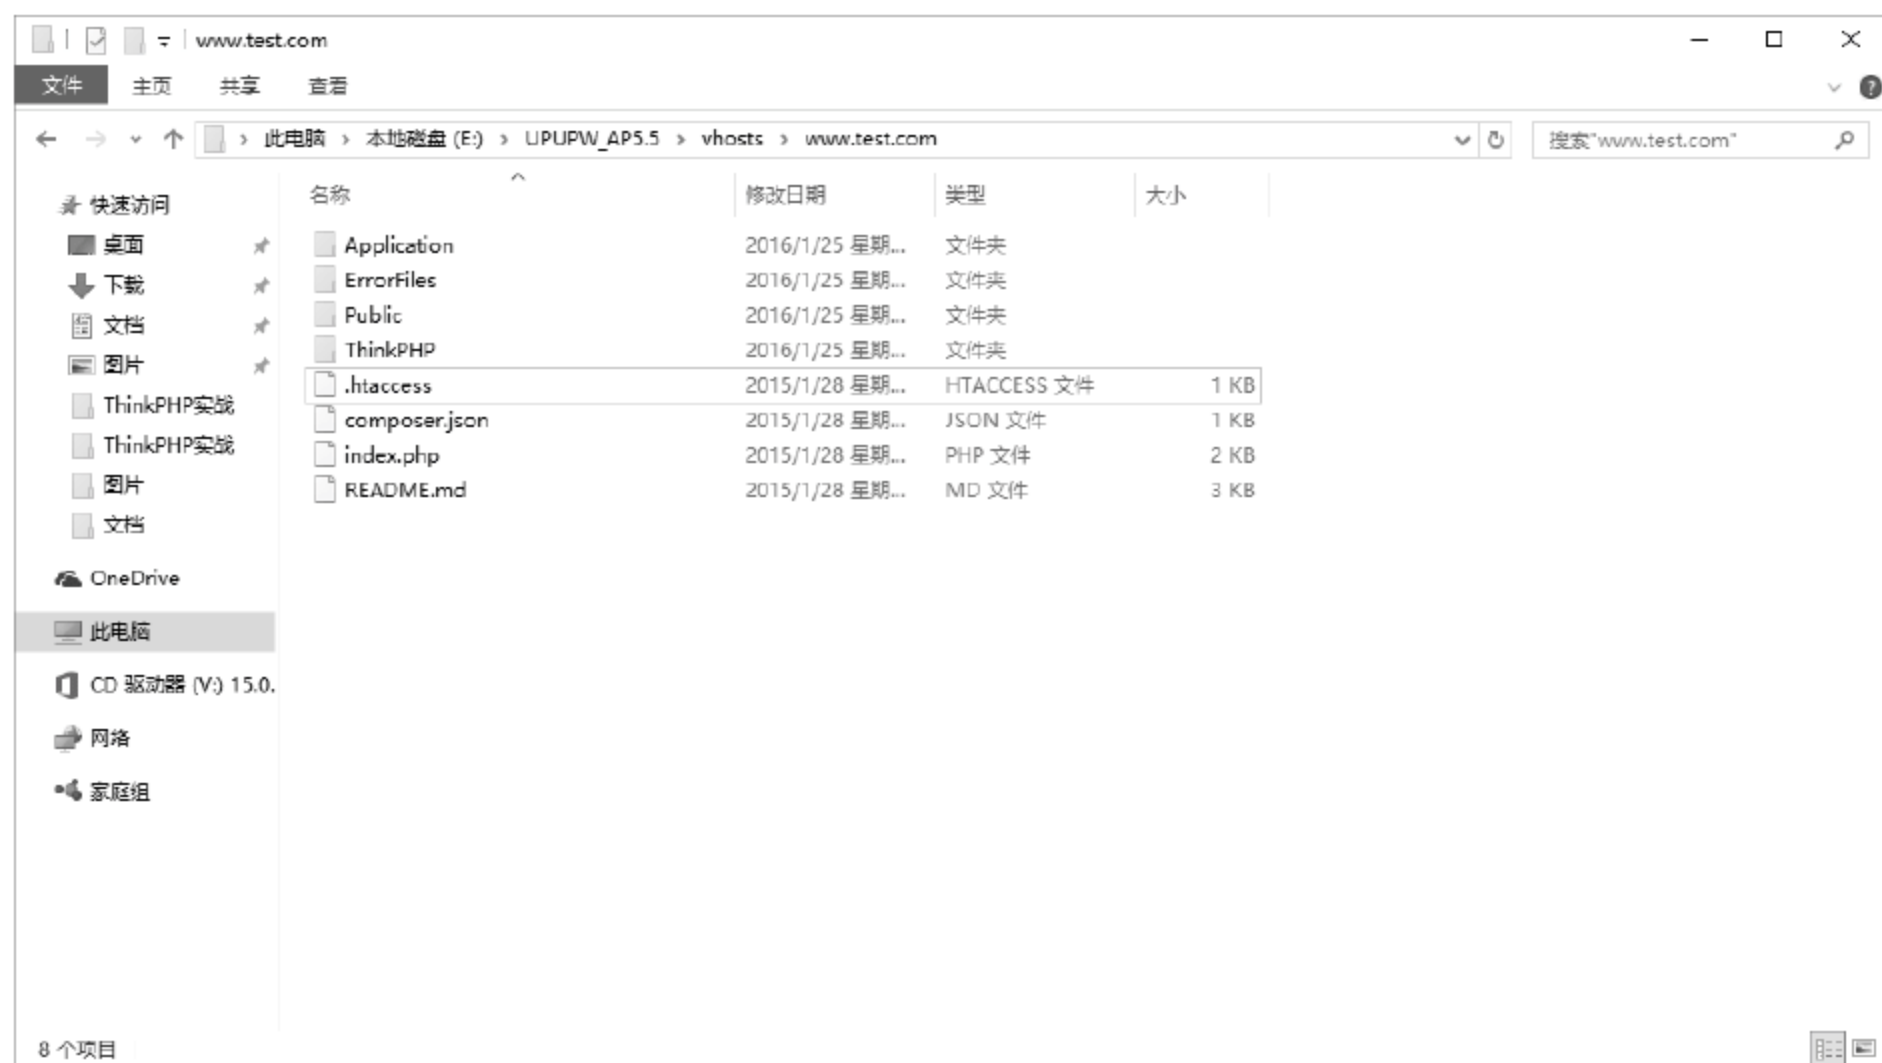 www.test.com
文件 主页 共享 查看
此电脑 › 本地磁盘 (E:) › UPUPW_AP5.5 › vhosts › www.test.com 搜索"www.test.com"
名称 修改日期 类型 大小
快速访问
桌面
下载
文档
图片
ThinkPHP实战
ThinkPHP实战
图片
文档
OneDrive
此电脑
CD 驱动器 (V:) 15.0.
网络
家庭组
Application 2016/1/25 星期... 文件夹
ErrorFiles 2016/1/25 星期... 文件夹
Public 2016/1/25 星期... 文件夹
ThinkPHP 2016/1/25 星期... 文件夹
.htaccess 2015/1/28 星期... HTACCESS 文件 1 KB
composer.json 2015/1/28 星期... JSON 文件 1 KB
index.php 2015/1/28 星期... PHP 文件 2 KB
README.md 2015/1/28 星期... MD 文件 3 KB
8 个项目